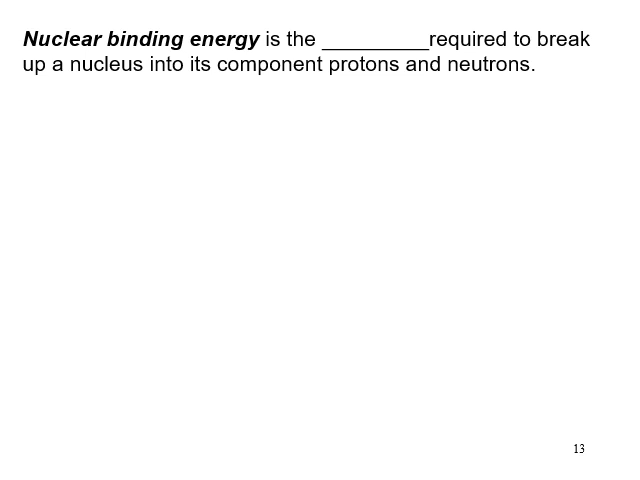 Nuclear binding energy is the _________required to break
up a nucleus into its component protons and neutrons.
13